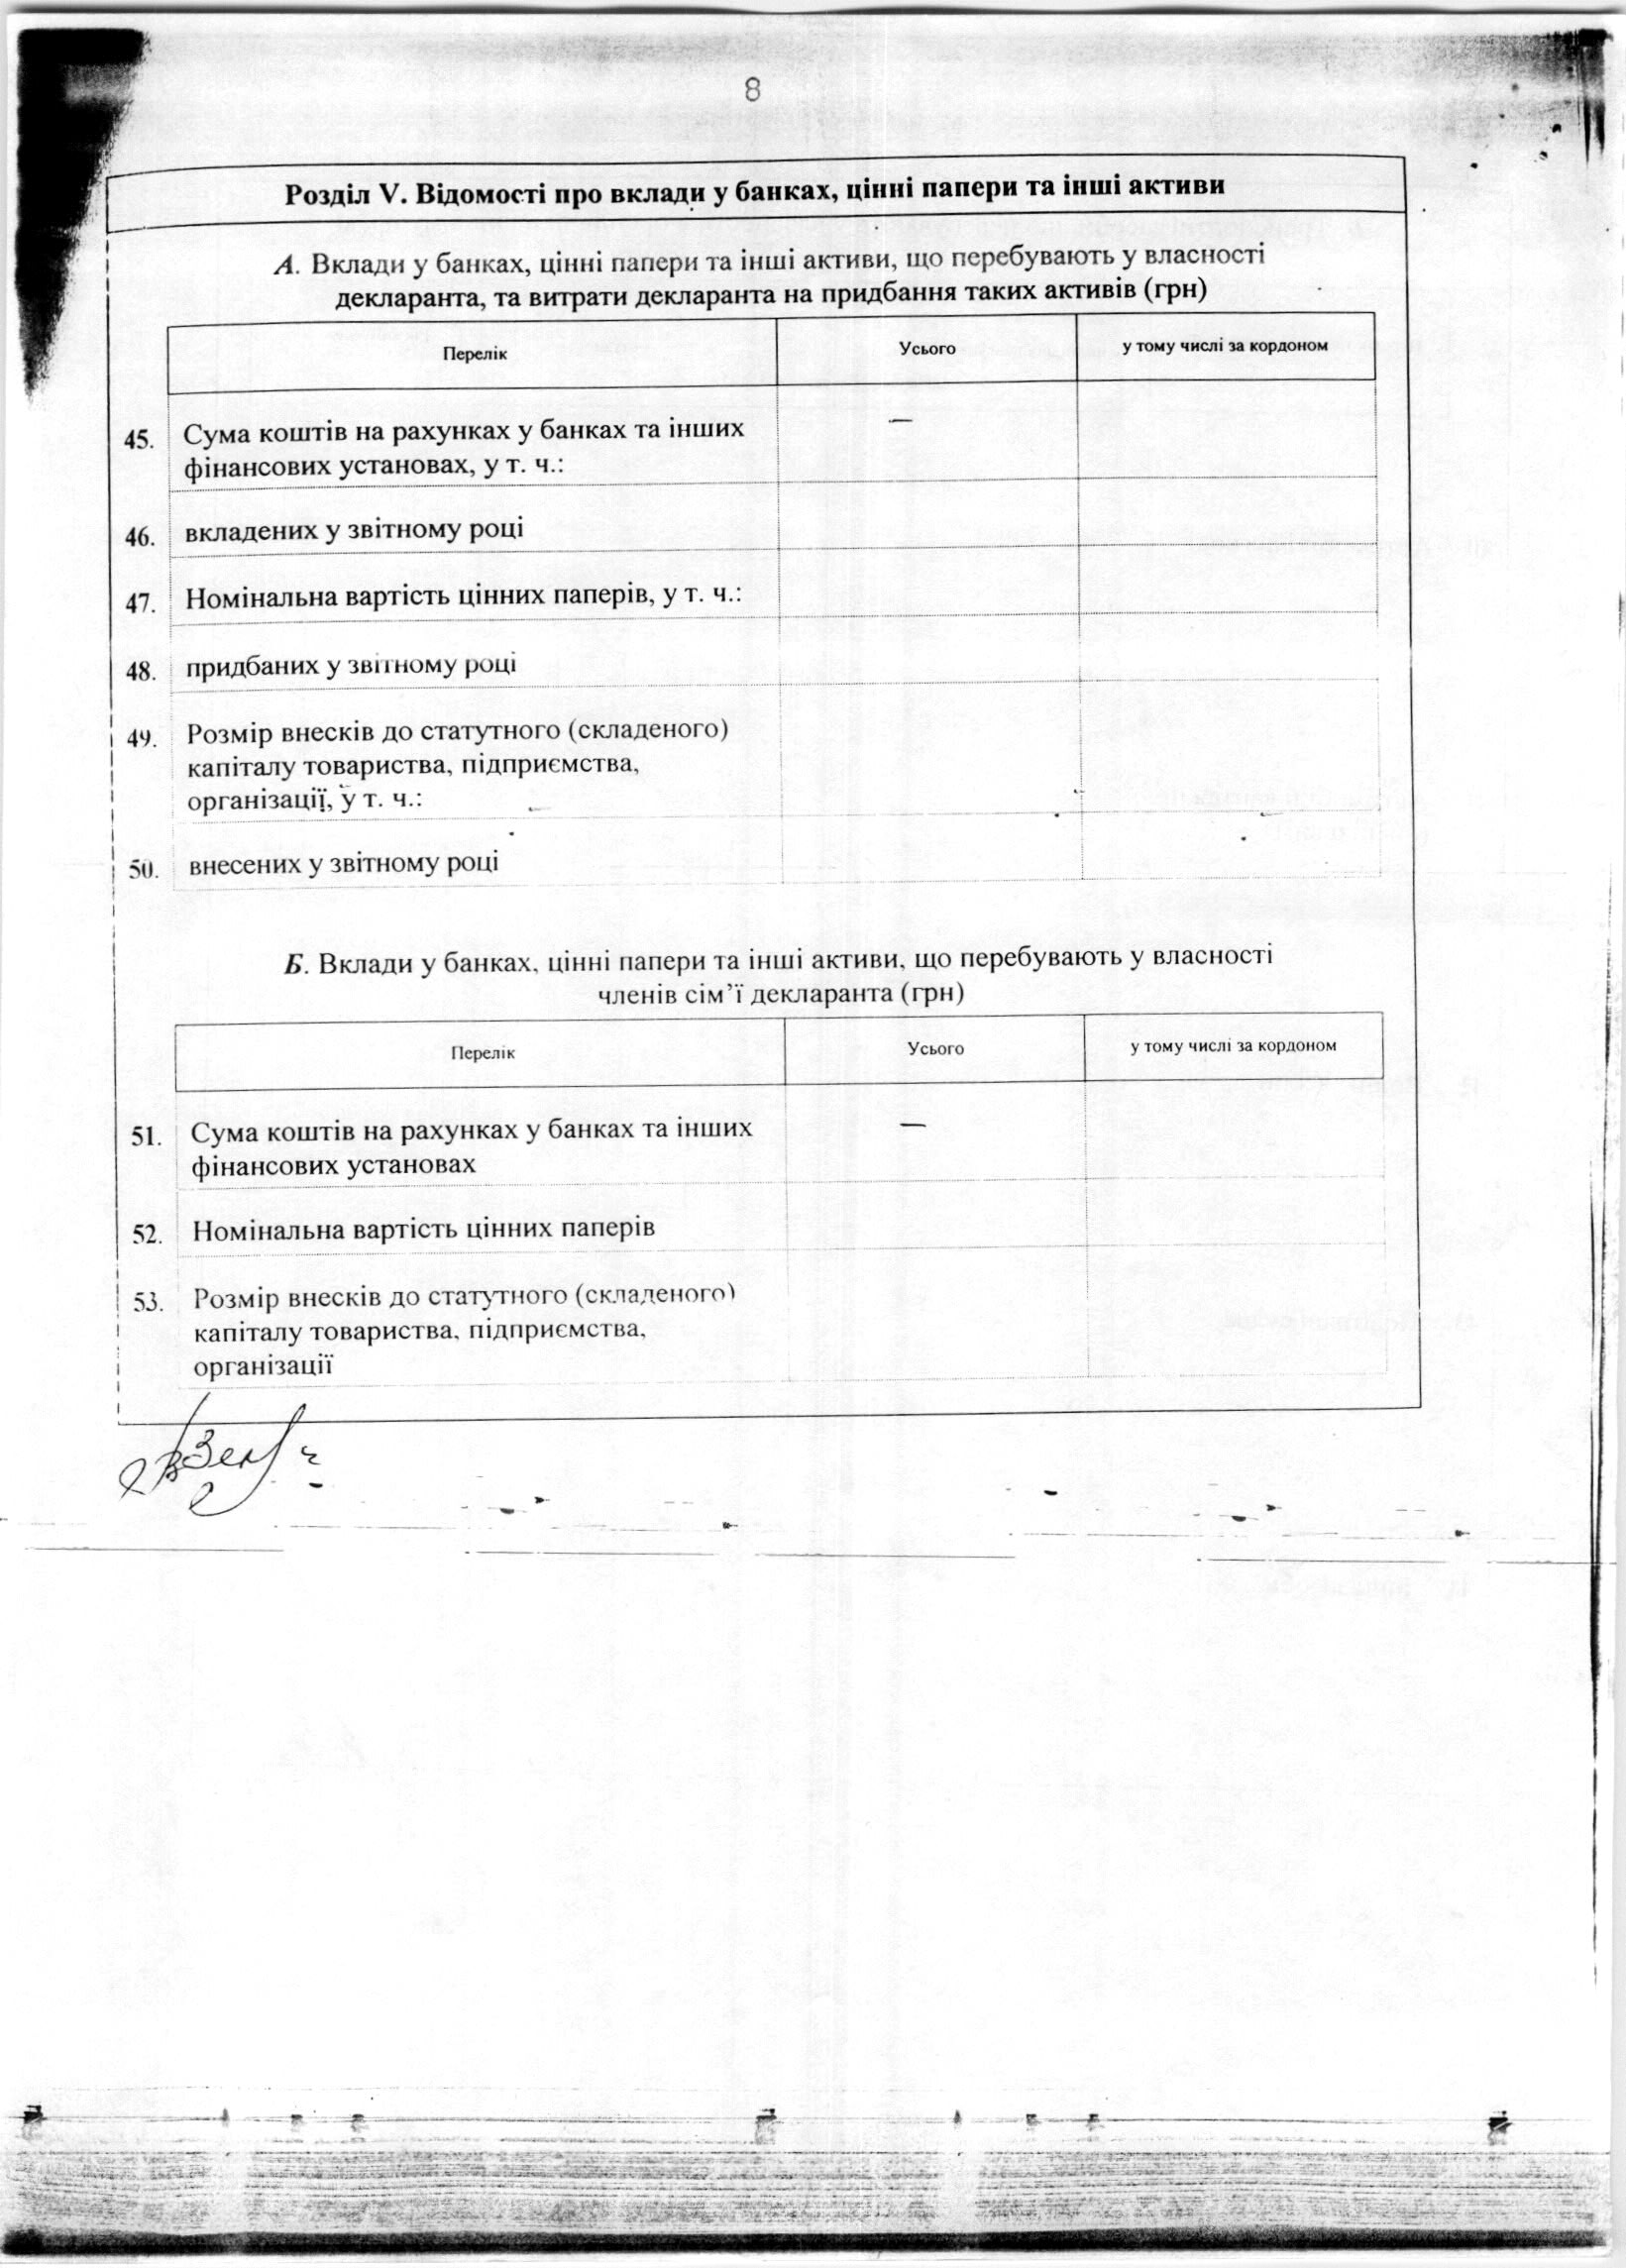 8
Розділ V. Відомості про вклади у банках, цінні папери та інші активи
А. Вклади у банках, цінні папери та інші активи, що перебувають у власності
декларанта, та витрати декларанта на придбання таких активів (грн)
Перелік Усього у тому числі за кордоном
45. Сума коштів на рахунках у банках та інших —
фінансових установах, у т. ч.:
46. вкладених у звітному році
47. Номінальна вартість цінних паперів, у т. ч.:
48. придбаних у звітному році
49. Розмір внесків до статутного (складеного)
капіталу товариства, підприємства,
організації, у т. ч.:
50. внесених у звітному році
Б. Вклади у банках, цінні папери та інші активи, що перебувають у власності
членів сім’ї декларанта (грн)
Перелік Усього у тому числі за кордоном
51. Сума коштів на рахунках у банках та інших —
фінансових установах
52. Номінальна вартість цінних паперів
53. Розмір внесків до статутного (складеного)
капіталу товариства, підприємства,
організації